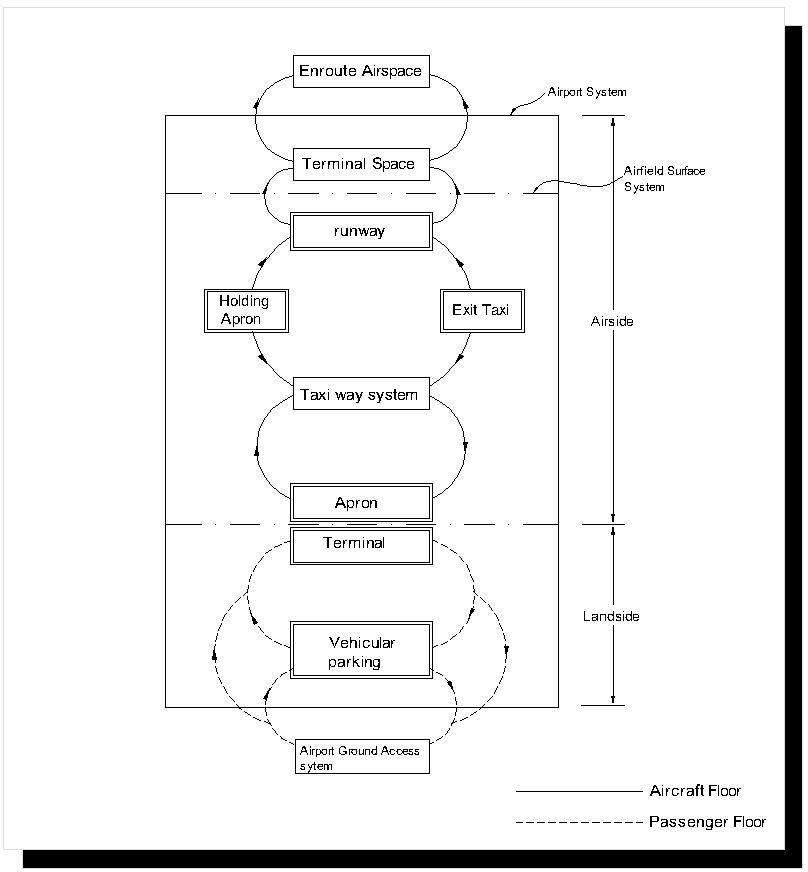 Enroute Airspace
Airport System
Terminal Space
Airfield Surface
System
runway
Holding
Apron
Exit Taxi
Airside
Taxi way system
Apron
Terminal
Landside
Vehicular
parking
Airport Ground Access
sytem
Aircraft Floor
Passenger Floor